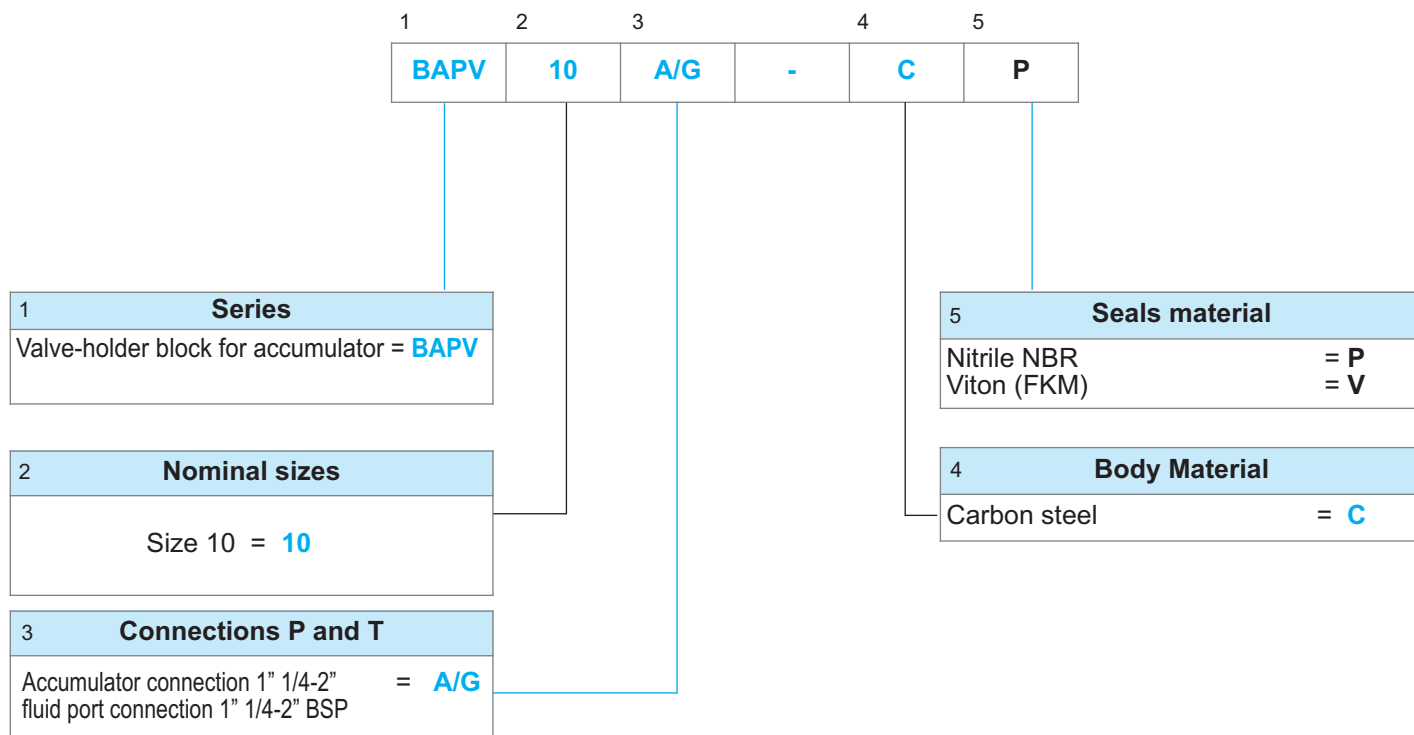 1 2 3 4 5
BAPV 10 A/G - C P
1 Series
Valve-holder block for accumulator = BAPV
2 Nominal sizes
Size 10 = 10
3 Connections P and T
Accumulator connection 1” 1/4-2” = A/G
fluid port connection 1” 1/4-2” BSP
5 Seals material
Nitrile NBR = P
Viton (FKM) = V
4 Body Material
Carbon steel = C